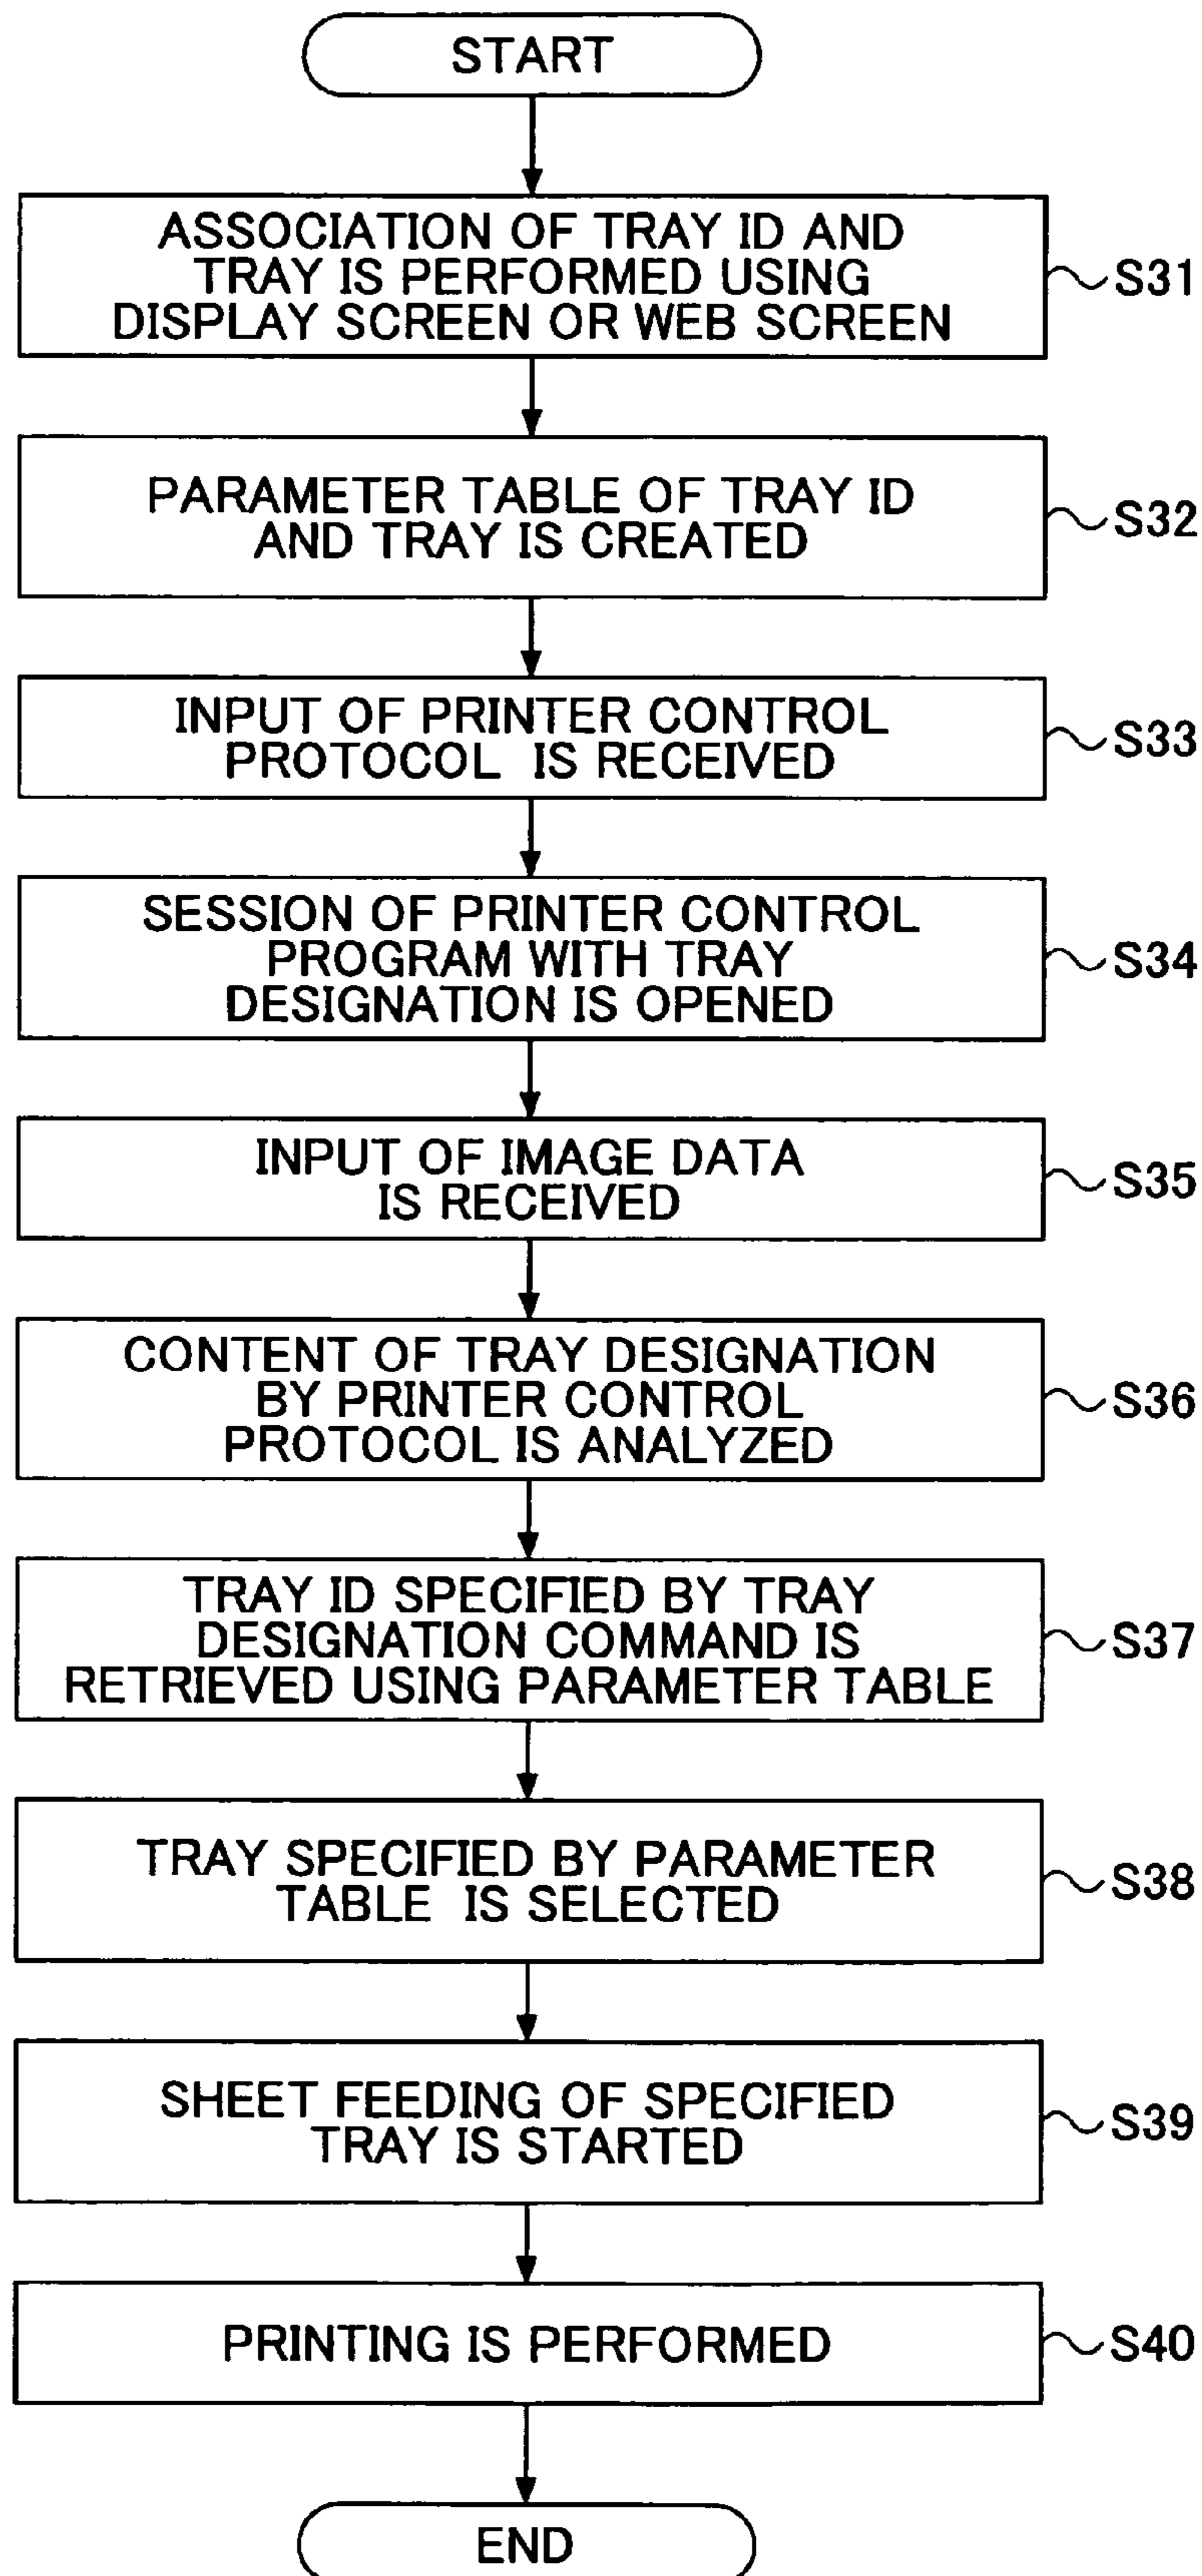 START
ASSOCIATION OF TRAY ID AND
TRAY IS PERFORMED USING
DISPLAY SCREEN OR WEB SCREEN
S31
PARAMETER TABLE OF TRAY ID
AND TRAY IS CREATED
S32
INPUT OF PRINTER CONTROL
PROTOCOL IS RECEIVED
S33
SESSION OF PRINTER CONTROL
PROGRAM WITH TRAY
DESIGNATION IS OPENED
S34
INPUT OF IMAGE DATA
IS RECEIVED
S35
CONTENT OF TRAY DESIGNATION
BY PRINTER CONTROL
PROTOCOL IS ANALYZED
S36
TRAY ID SPECIFIED BY TRAY
DESIGNATION COMMAND IS
RETRIEVED USING PARAMETER TABLE
S37
TRAY SPECIFIED BY PARAMETER
TABLE IS SELECTED
S38
SHEET FEEDING OF SPECIFIED
TRAY IS STARTED
S39
PRINTING IS PERFORMED
S40
END